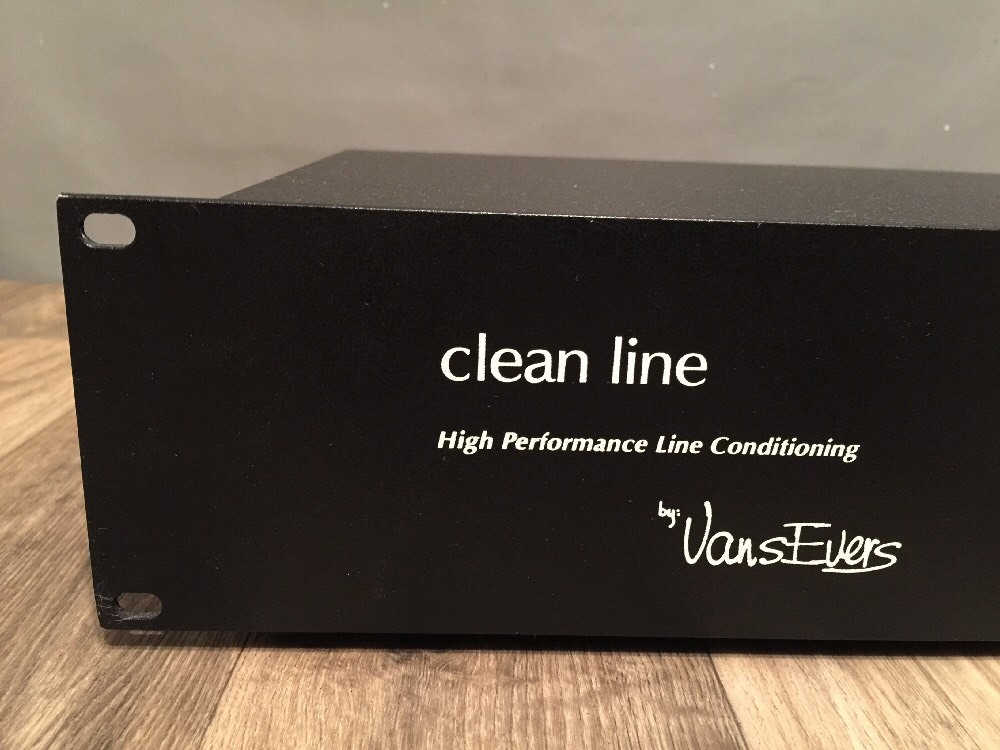 clean line
High Performance Line Conditioning
by: VansEvers